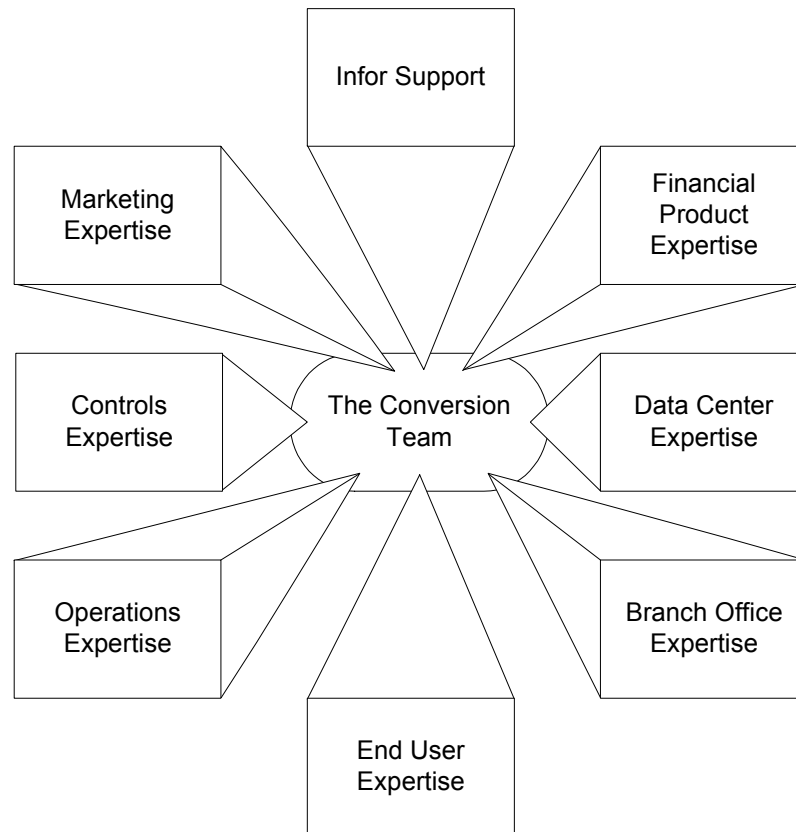 Infor Support
Marketing
Expertise
Financial
Product
Expertise
Controls
Expertise
The Conversion
Team
Data Center
Expertise
Operations
Expertise
Branch Office
Expertise
End User
Expertise